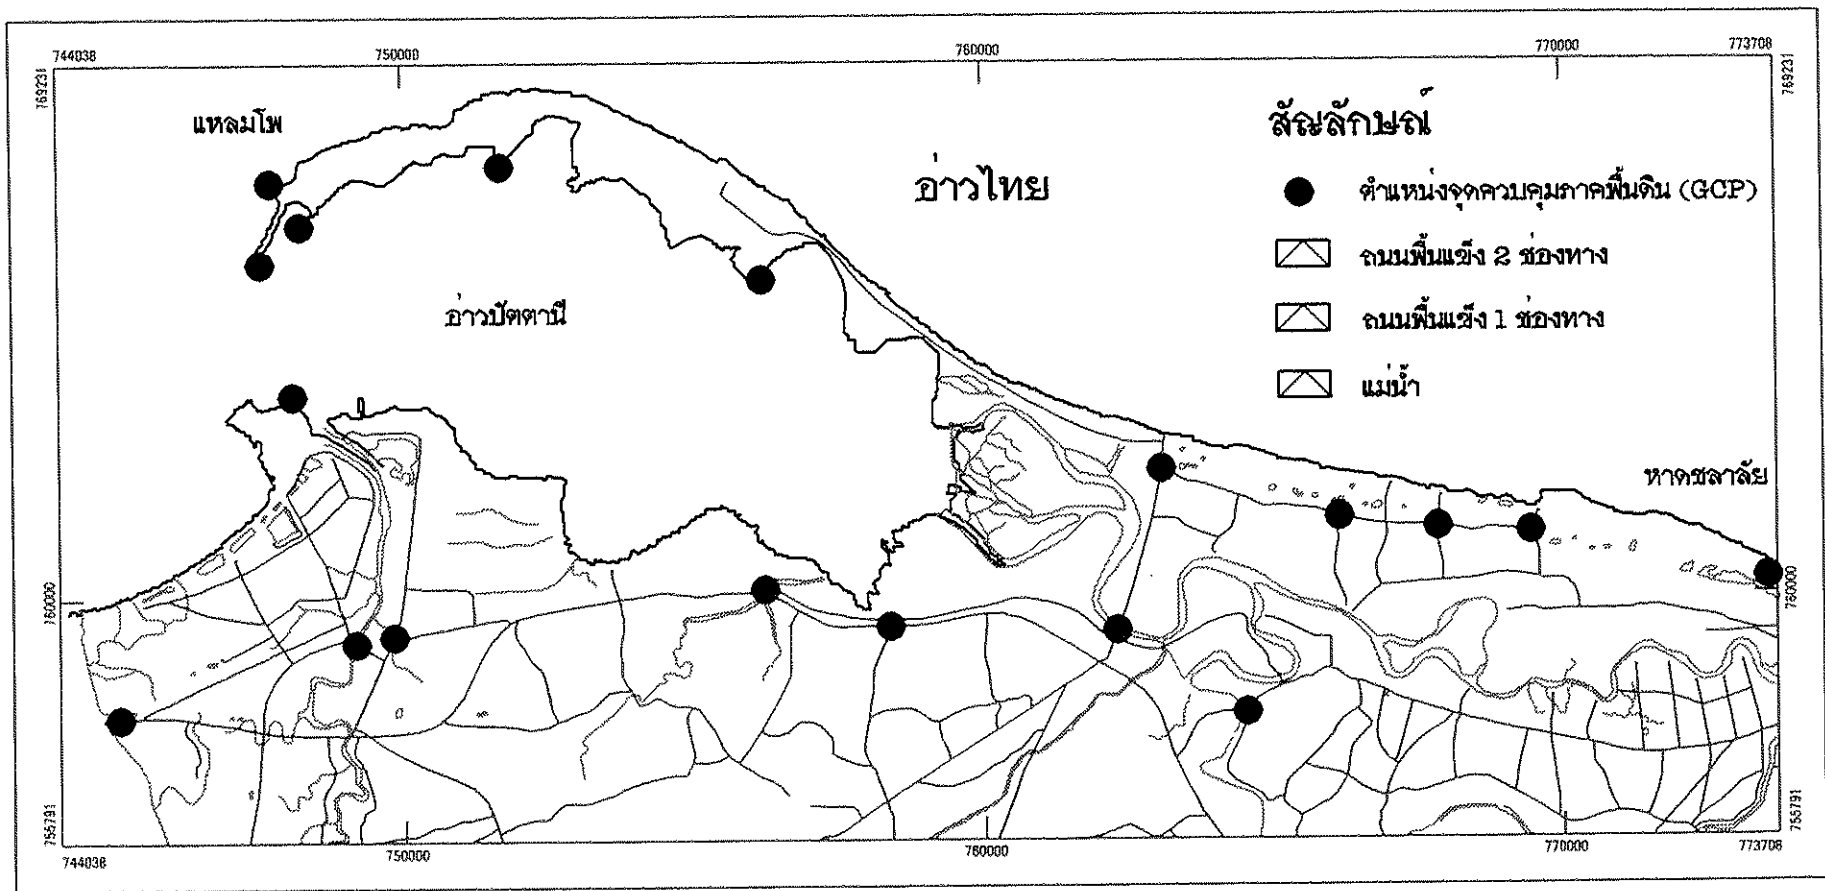 744038 750000 760000 770000 773708
769231
769231
แหลมโพ
อ่าวไทย
อ่าวปัตตานี
สัญลักษณ์
ตำแหน่งจุดควบคุมภาคพื้นดิน (GCP)
ถนนพื้นแข็ง 2 ช่องทาง
ถนนพื้นแข็ง 1 ช่องทาง
แม่น้ำ
หาดชลาลัย
760000
760000
755791
755791
744038 750000 760000 770000 773708